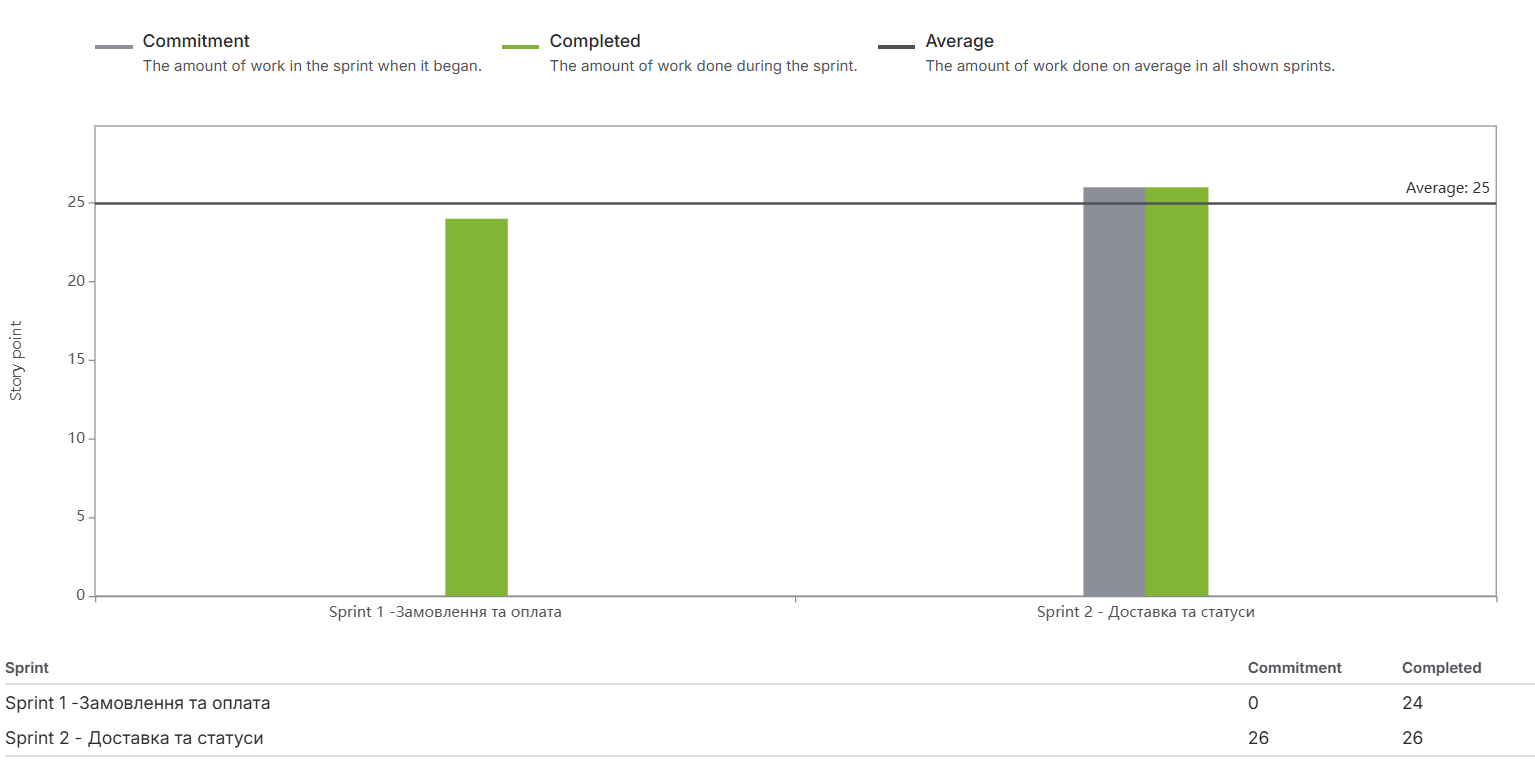 Commitment
The amount of work in the sprint when it began.
Completed
The amount of work done during the sprint.
Average
The amount of work done on average in all shown sprints.
Average: 25
25
20
15
10
5
0
Story point
Sprint 1 -Замовлення та оплата
Sprint 2 - Доставка та статуси
Sprint Commitment Completed
Sprint 1 -Замовлення та оплата 0 24
Sprint 2 - Доставка та статуси 26 26